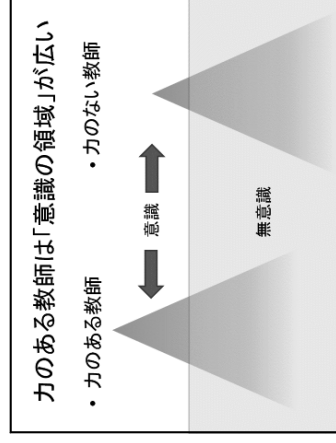 力のある教師は「意識の領域」が広い
・力のある教師
・力のない教師
意識
無意識